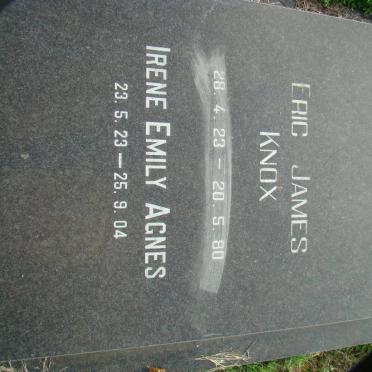 ERIC JAMES
KNOX
28. 4. 23 – 20. 5. 80
IRENE EMILY AGNES
23. 5. 23 – 25. 9. 04